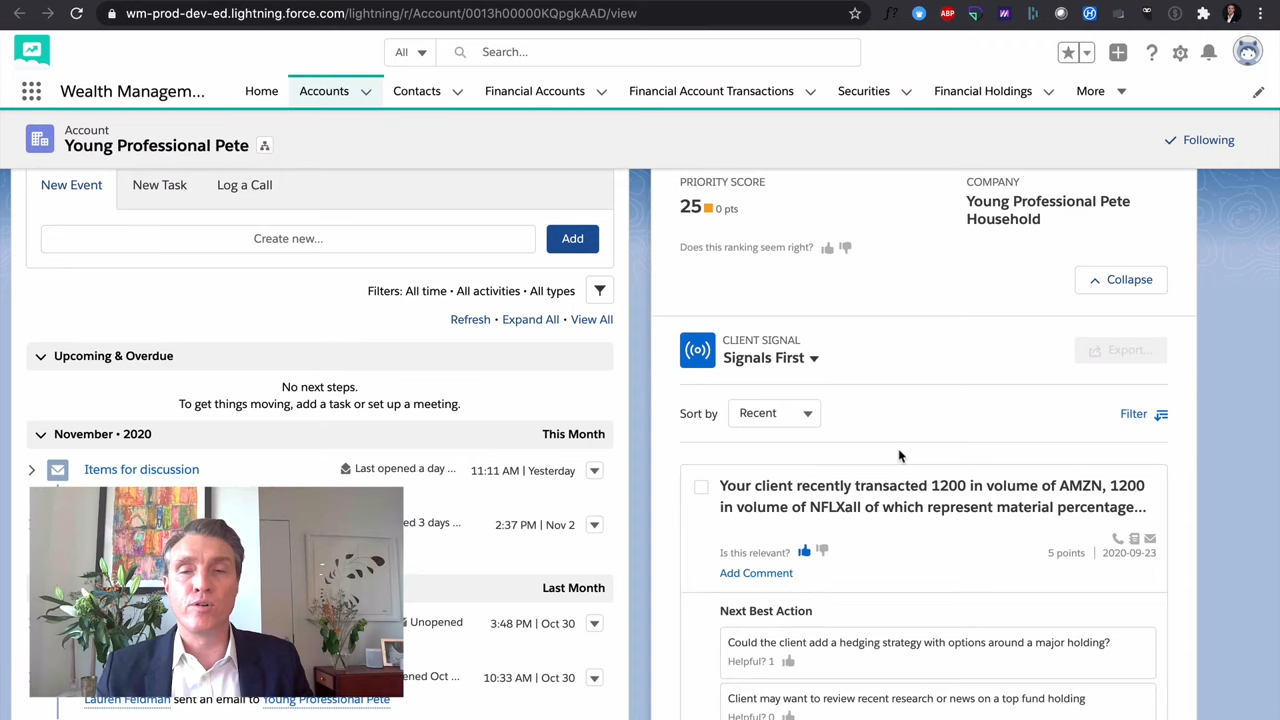 wm-prod-dev-ed.lightning.force.com/lightning/r/Account/0013h00000KQpgkAAD/view
ABP
All
Search...
Wealth Managem...
Home
Accounts
Contacts
Financial Accounts
Financial Account Transactions
Securities
Financial Holdings
More
Account
Young Professional Pete
Following
New Event
New Task
Log a Call
Create new...
Add
Filters: All time • All activities • All types
Refresh • Expand All • View All
Upcoming & Overdue
No next steps.
To get things moving, add a task or set up a meeting.
November • 2020
This Month
Items for discussion
Last opened a day ...
11:11 AM | Yesterday
ed 3 days ...
2:37 PM | Nov 2
Last Month
Unopened
3:48 PM | Oct 30
ened Oct ...
10:33 AM | Oct 30
Lauren Feldman sent an email to Young Professional Pete
PRIORITY SCORE
25
0 pts
COMPANY
Young Professional Pete
Household
Does this ranking seem right?
Collapse
CLIENT SIGNAL
Signals First
Export...
Sort by
Recent
Filter
Your client recently transacted 1200 in volume of AMZN, 1200
in volume of NFLXall of which represent material percentage...
Is this relevant?
5 points | 2020-09-23
Add Comment
Next Best Action
Could the client add a hedging strategy with options around a major holding?
Helpful? 1
Client may want to review recent research or news on a top fund holding
Helpful? 0